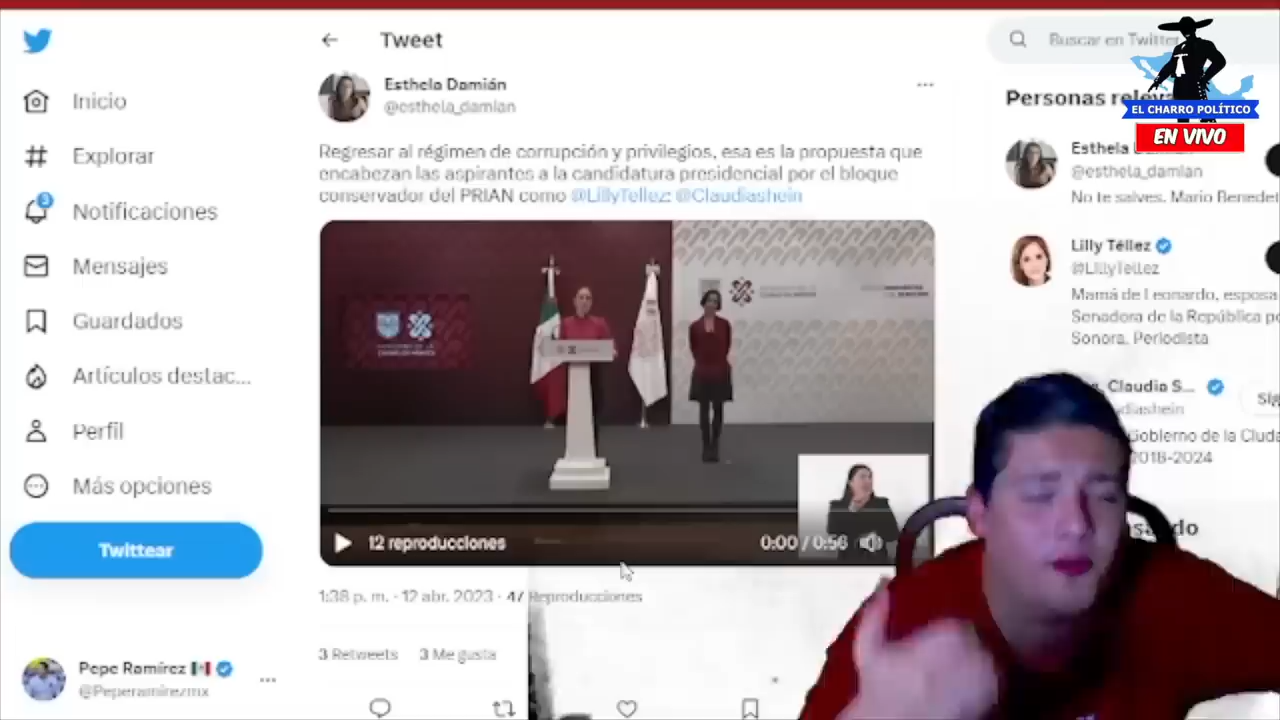 Tweet
Buscar en Twitter
EL CHARRO POLÍTICO
EN VIVO
Inicio
Explorar
3
Notificaciones
Mensajes
Guardados
Artículos destac...
Perfil
Más opciones
Twittear
Pepe Ramírez
@Peperamirezmx
Esthela Damián
@esthela_damian
Regresar al régimen de corrupción y privilegios, esa es la propuesta que
encabezan las aspirantes a la candidatura presidencial por el bloque
conservador del PRIAN como @LillyTellez: @Claudiashein
12 reproducciones
0:00 / 0:56
1:38 p. m. · 12 abr. 2023 · 47 Reproducciones
3 Retweets 3 Me gusta
Personas
Esthela
@esthela_damian
No te salves. Mario Benedet
Lilly Téllez
@LillyTellez
Mamá de Leonardo, esposa
Senadora de la República po
Sonora. Periodista
Claudia S...
diashein
Síg
Gobierno de la Ciuda
2018-2024